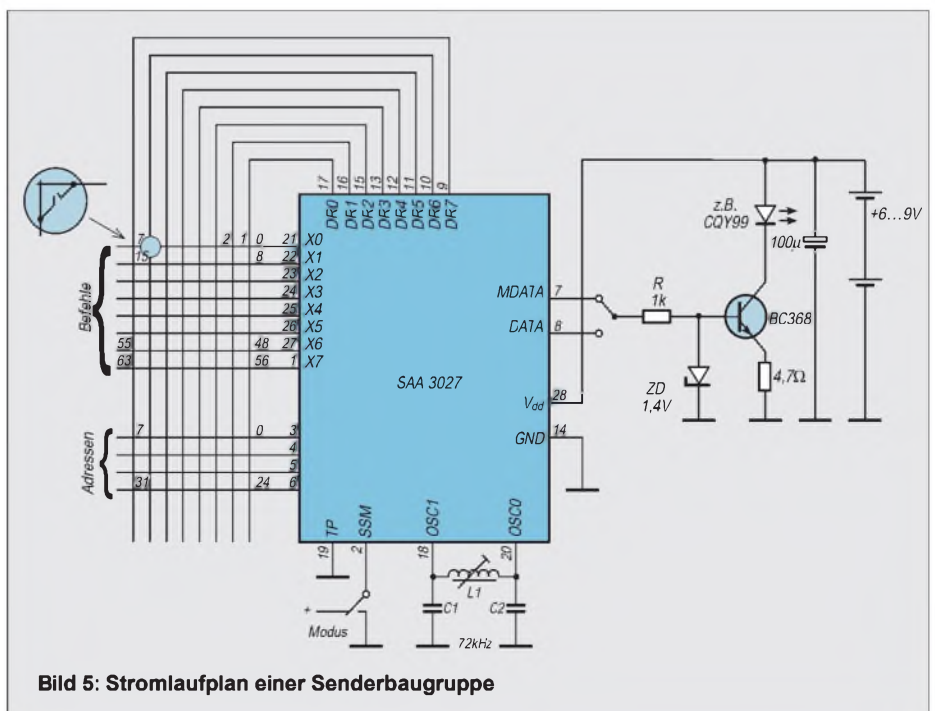 17 16 15 13 12 11 10 9
DR0 DR1 DR2 DR3 DR4 DR5 DR6 DR7
z.B.
CQY99
+6...9V
100µ
7 2 1 0 21 X0
15 8 22 X1
23 X2
24 X3
25 X4
26 X5
55 48 27 X6
63 56 1 X7
Befehle
MDATA 7
DATA 8
R
1k
BC368
SAA 3027
ZD
1,4V
4,7Ω
Vdd 28
GND 14
7 0 3
4
5
31 24 6
Adressen
TP SSM OSC1 OSC0
19 2 18 20
L1
C1 C2
+
Modus
72kHz
Bild 5: Stromlaufplan einer Senderbaugruppe